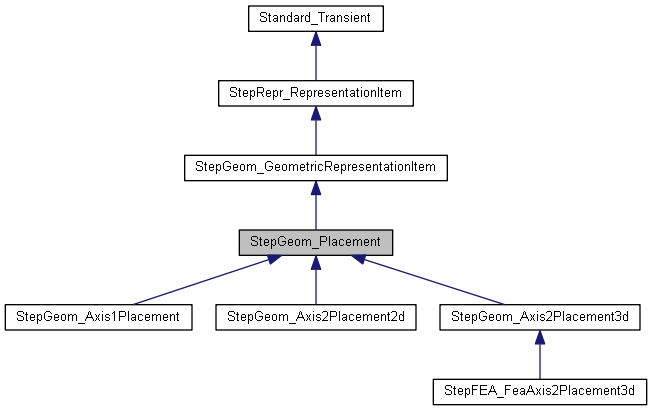 Standard_Transient
StepRepr_RepresentationItem
StepGeom_GeometricRepresentationItem
StepGeom_Placement
StepGeom_Axis1Placement
StepGeom_Axis2Placement2d
StepGeom_Axis2Placement3d
StepFEA_FeaAxis2Placement3d